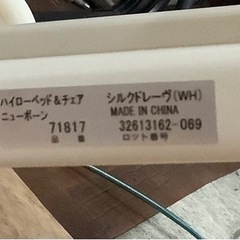 ハイローベッド&チェア シルクドレーヴ(WH)
ニューボーン MADE IN CHINA
71817 32613162-069
品 番 ロット番号